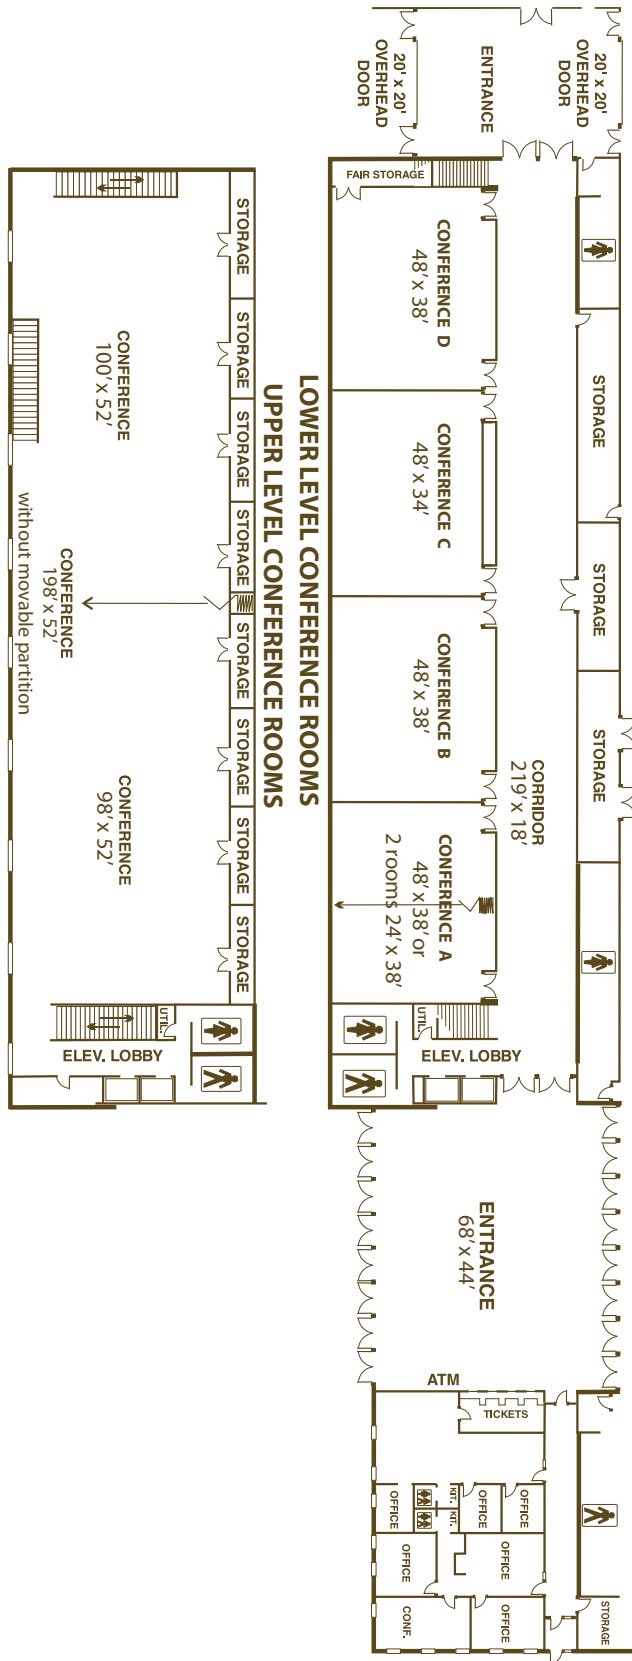 20' x 20'
OVERHEAD
DOOR
ENTRANCE
20' x 20'
OVERHEAD
DOOR
FAIR STORAGE
CONFERENCE D
48' x 38'
CONFERENCE C
48' x 34'
CONFERENCE B
48' x 38'
CONFERENCE A
48' x 38' or
2 rooms 24' x 38'
CORRIDOR
219' x 18'
STORAGE
STORAGE
STORAGE
UTIL.
ELEV. LOBBY
LOWER LEVEL CONFERENCE ROOMS
UPPER LEVEL CONFERENCE ROOMS
STORAGE
STORAGE
STORAGE
STORAGE
STORAGE
STORAGE
STORAGE
STORAGE
CONFERENCE
100' x 52'
CONFERENCE
198' x 52'
without movable partition
CONFERENCE
98' x 52'
UTIL.
ELEV. LOBBY
ENTRANCE
68' x 44'
ATM
TICKETS
OFFICE
KIT.
KIT.
OFFICE
OFFICE
OFFICE
OFFICE
CONF.
OFFICE
STORAGE